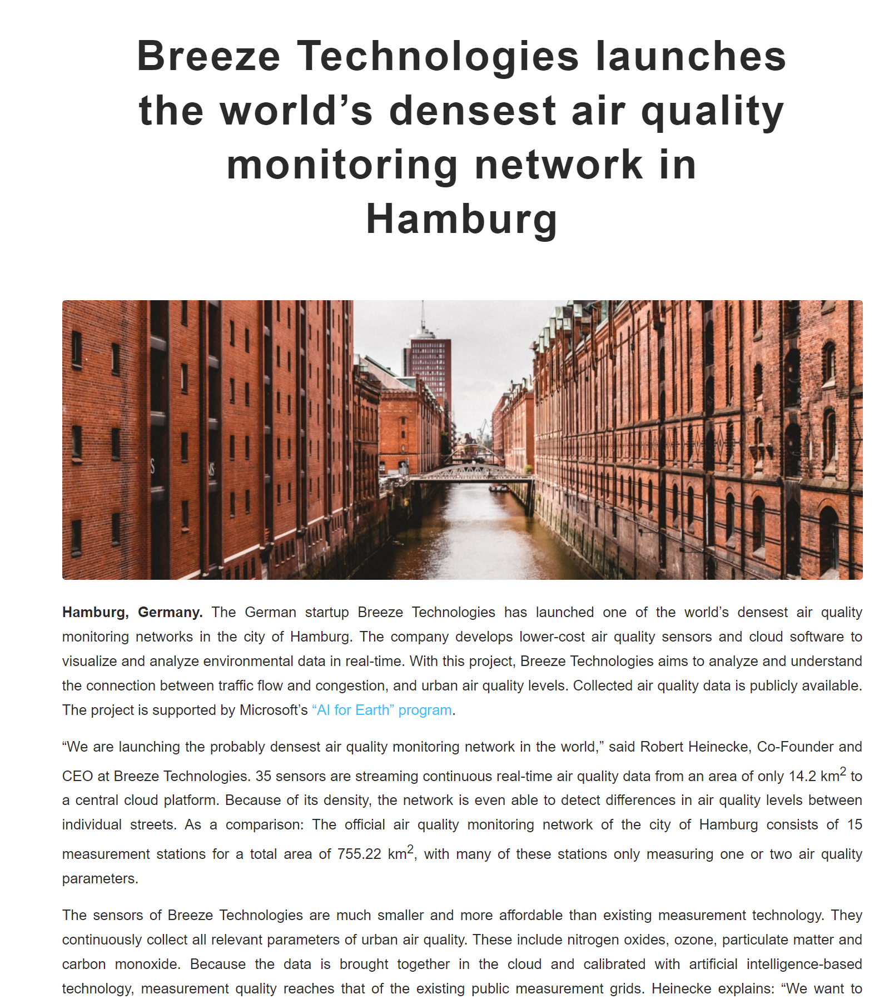 Breeze Technologies launches
the world’s densest air quality
monitoring network in
Hamburg
Hamburg, Germany. The German startup Breeze Technologies has launched one of the world’s densest air quality
monitoring networks in the city of Hamburg. The company develops lower-cost air quality sensors and cloud software to
visualize and analyze environmental data in real-time. With this project, Breeze Technologies aims to analyze and understand
the connection between traffic flow and congestion, and urban air quality levels. Collected air quality data is publicly available.
The project is supported by Microsoft’s “AI for Earth” program.
“We are launching the probably densest air quality monitoring network in the world,” said Robert Heinecke, Co-Founder and
CEO at Breeze Technologies. 35 sensors are streaming continuous real-time air quality data from an area of only 14.2 km² to
a central cloud platform. Because of its density, the network is even able to detect differences in air quality levels between
individual streets. As a comparison: The official air quality monitoring network of the city of Hamburg consists of 15
measurement stations for a total area of 755.22 km², with many of these stations only measuring one or two air quality
parameters.
The sensors of Breeze Technologies are much smaller and more affordable than existing measurement technology. They
continuously collect all relevant parameters of urban air quality. These include nitrogen oxides, ozone, particulate matter and
carbon monoxide. Because the data is brought together in the cloud and calibrated with artificial intelligence-based
technology, measurement quality reaches that of the existing public measurement grids. Heinecke explains: “We want to